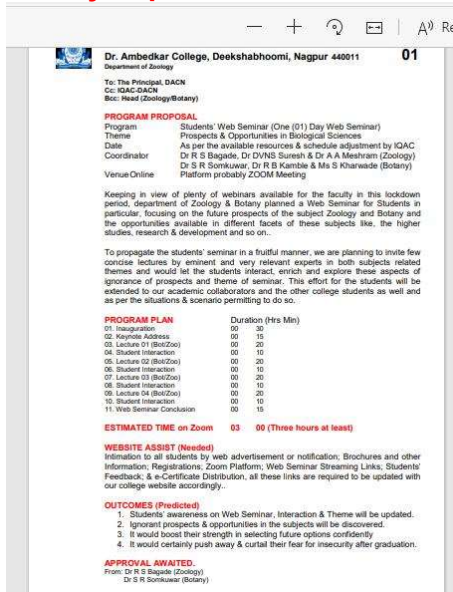 Re
Dr. Ambedkar College, Deekshabhoomi, Nagpur 440011 01
Department of Zoology
To: The Principal, DACN
Cc: IQAC-DACN
Bcc: Head (Zoology/Botany)
PROGRAM PROPOSAL
Program Students' Web Seminar (One (01) Day Web Seminar)
Theme Prospects & Opportunities in Biological Sciences
Date As per the available resources & schedule adjustment by IQAC
Coordinator Dr R S Bagade, Dr DVNS Suresh & Dr A A Meshram (Zoology)
Dr S R Somkuwar, Dr R B Kamble & Ms S Kharwade (Botany)
Venue Online Platform probably ZOOM Meeting
Keeping in view of plenty of webinars available for the faculty in this lockdown
period, department of Zoology & Botany planned a Web Seminar for Students in
particular, focusing on the future prospects of the subject Zoology and Botany and
the opportunities available in different facets of these subjects like, the higher
studies, research & development and so on..
To propagate the students' seminar in a fruitful manner, we are planning to invite few
concise lectures by eminent and very relevant experts in both subjects related
themes and would let the students interact, enrich and explore these aspects of
ignorance of prospects and theme of seminar. This effort for the students will be
extended to our academic collaborators and the other college students as well and
as per the situations & scenario permitting to do so.
PROGRAM PLAN Duration (Hrs Min)
01. Inauguration 00 30
02. Keynote Address 00 15
03. Lecture 01 (Bot/Zoo) 00 20
04. Student Interaction 00 10
05. Lecture 02 (Bot/Zoo) 00 20
06. Student Interaction 00 10
07. Lecture 03 (Bot/Zoo) 00 20
08. Student Interaction 00 10
09. Lecture 04 (Bot/Zoo) 00 20
10. Student Interaction 00 10
11. Web Seminar Conclusion 00 15
ESTIMATED TIME on Zoom 03 00 (Three hours at least)
WEBSITE ASSIST (Needed)
Intimation to all students by web advertisement or notification; Brochures and other
Information; Registrations; Zoom Platform; Web Seminar Streaming Links; Students'
Feedback; & e-Certificate Distribution, all these links are required to be updated with
our college website accordingly..
OUTCOMES (Predicted)
1. Students' awareness on Web Seminar, Interaction & Theme will be updated.
2. Ignorant prospects & opportunities in the subjects will be discovered.
3. It would boost their strength in selecting future options confidently
4. It would certainly push away & curtail their fear for insecurity after graduation.
APPROVAL AWAITED.
From: Dr R S Bagade (Zoology)
Dr S R Somkuwar (Botany)